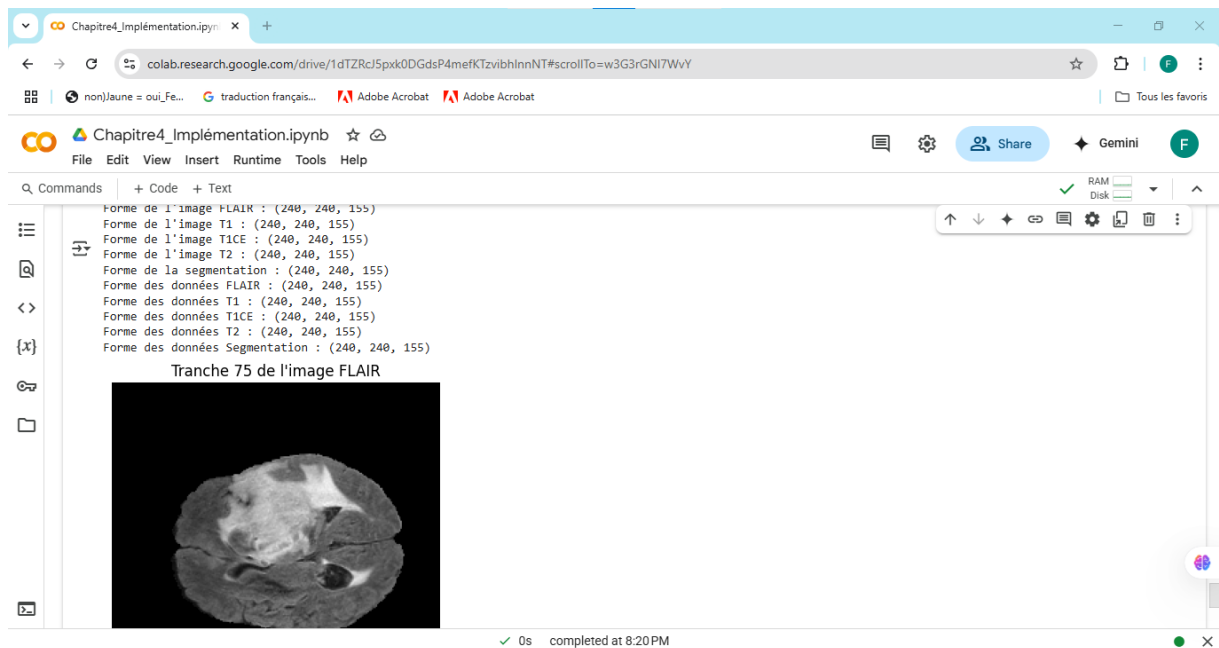 Chapitre4_Implémentation.ipyn
colab.research.google.com/drive/1dTZRcJ5pxk0DGdsP4mefKTzvibhInnNT#scrollTo=w3G3rGNI7WvY
non)Jaune = oui_Fe...
traduction français...
Adobe Acrobat
Adobe Acrobat
Tous les favoris
Chapitre4_Implémentation.ipynb
Share
Gemini
F
File Edit View Insert Runtime Tools Help
Commands + Code + Text
RAM
Disk
Forme de l'image FLAIR : (240, 240, 155)
Forme de l'image T1 : (240, 240, 155)
Forme de l'image T1CE : (240, 240, 155)
Forme de l'image T2 : (240, 240, 155)
Forme de la segmentation : (240, 240, 155)
Forme des données FLAIR : (240, 240, 155)
Forme des données T1 : (240, 240, 155)
Forme des données T1CE : (240, 240, 155)
Forme des données T2 : (240, 240, 155)
Forme des données Segmentation : (240, 240, 155)
Tranche 75 de l'image FLAIR
0s completed at 8:20 PM